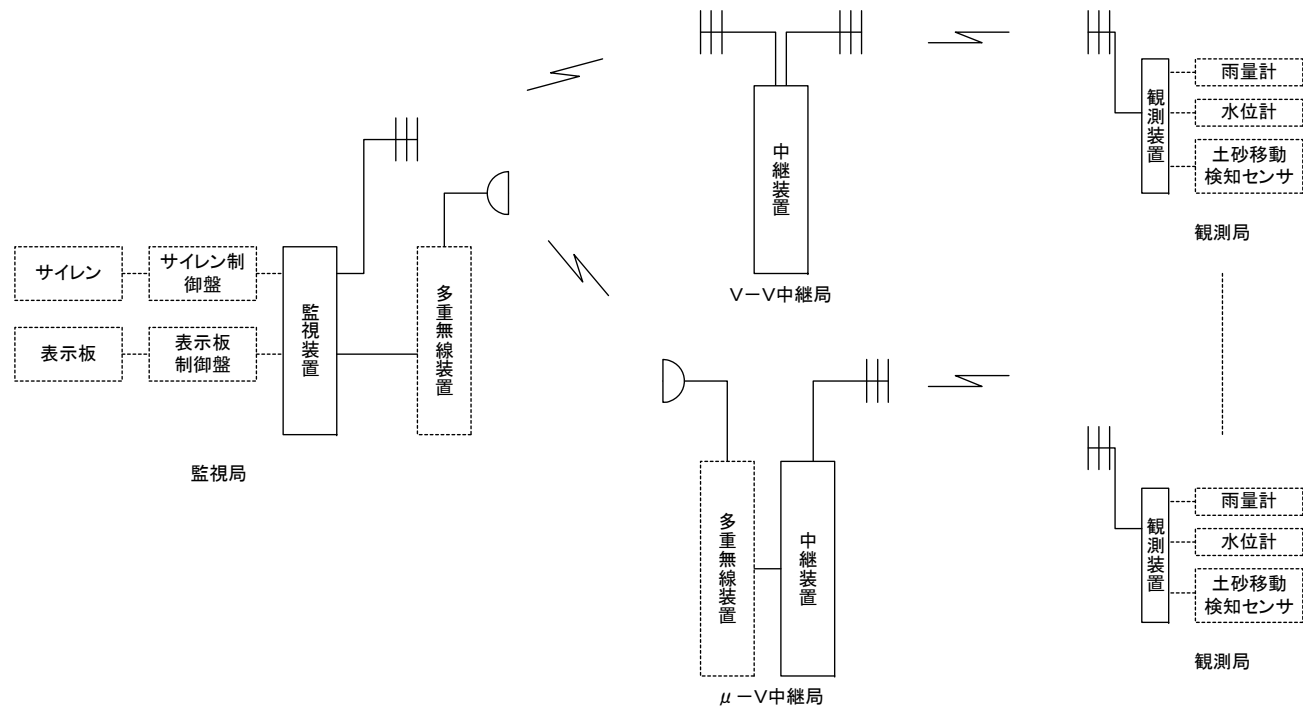 サイレン
サイレン制
御盤
表示板
表示板
制御盤
監視装置
多重無線装置
監視局
中継装置
V－V中継局
多重無線装置
中継装置
μ－V中継局
観測装置
雨量計
水位計
土砂移動
検知センサ
観測局
観測装置
雨量計
水位計
土砂移動
検知センサ
観測局